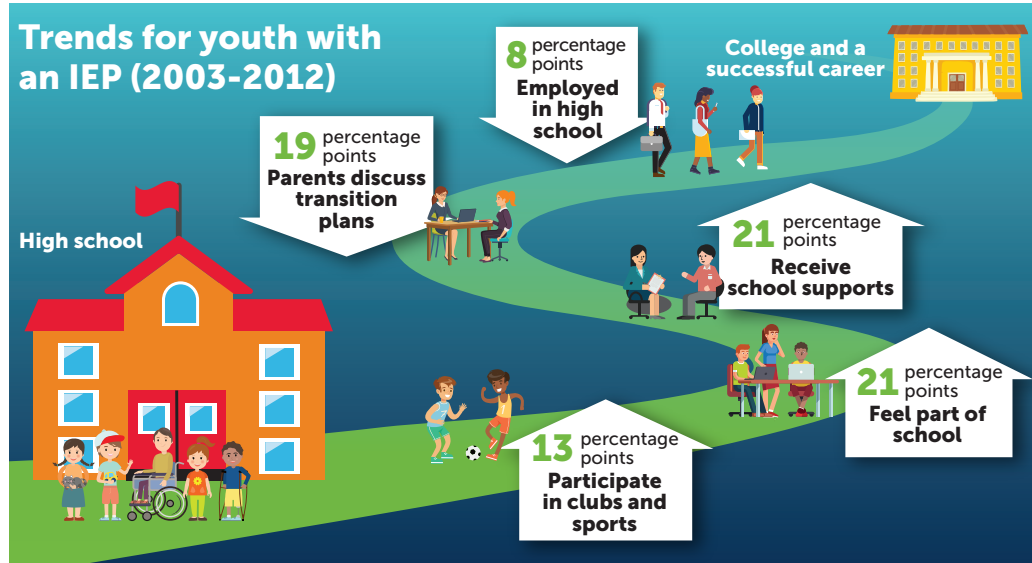 Trends for youth with
an IEP (2003-2012)
8 percentage
points
Employed
in high
school
College and a
successful career
19 percentage
points
Parents discuss
transition
plans
High school
21 percentage
points
Receive
school supports
21 percentage
points
Feel part of
school
13 percentage
points
Participate
in clubs and
sports